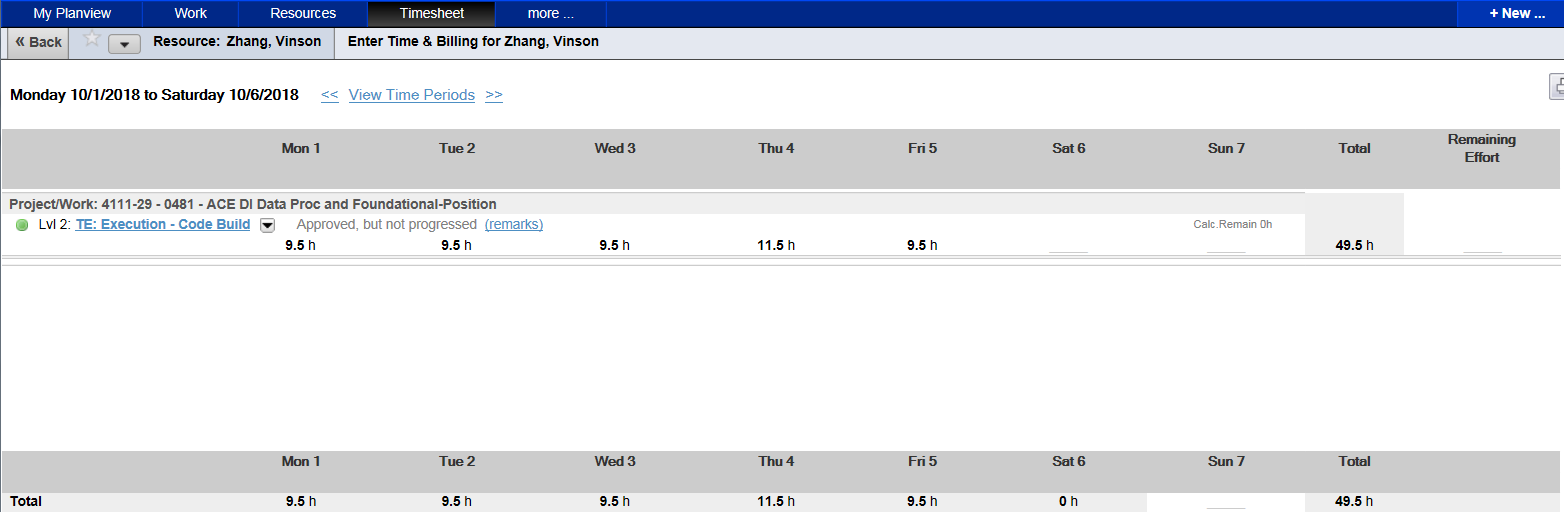 My Planview Work Resources Timesheet more ... + New ...
« Back Resource: Zhang, Vinson Enter Time & Billing for Zhang, Vinson
Monday 10/1/2018 to Saturday 10/6/2018 << View Time Periods >>
Mon 1 Tue 2 Wed 3 Thu 4 Fri 5 Sat 6 Sun 7 Total Remaining
Effort
Project/Work: 4111-29 - 0481 - ACE DI Data Proc and Foundational-Position
Lvl 2: TE: Execution - Code Build Approved, but not progressed (remarks) Calc.Remain 0h
9.5 h 9.5 h 9.5 h 11.5 h 9.5 h 49.5 h
Mon 1 Tue 2 Wed 3 Thu 4 Fri 5 Sat 6 Sun 7 Total
Total 9.5 h 9.5 h 9.5 h 11.5 h 9.5 h 0 h 49.5 h